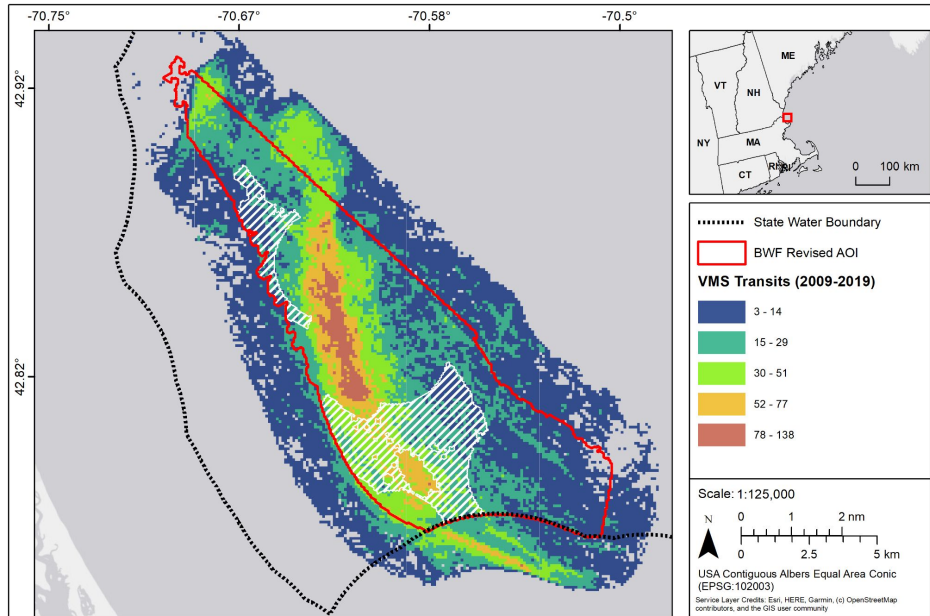 -70.75
-70.67
-70.58
-70.5
42.92°
42.82°
ME
VT
NH
NY
MA
CT
0 100 km
State Water Boundary
BWF Revised AOI
VMS Transits (2009-2019)
3 - 14
15 - 29
30 - 51
52 - 77
78 - 138
Scale: 1:125,000
N
0 1 2 nm
0 2.5 5 km
USA Contiguous Albers Equal Area Conic
(EPSG:102003)
Service Layer Credits: Esri, HERE, Garmin, (c) OpenStreetMap
contributors, and the GIS user community